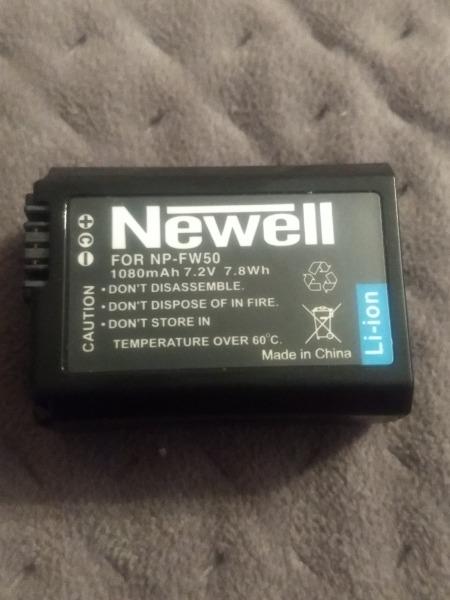 Newell
FOR NP-FW50
1080mAh 7.2V 7.8Wh
CAUTION
• DON'T DISASSEMBLE.
• DON'T DISPOSE OF IN FIRE.
• DON'T STORE IN
TEMPERATURE OVER 60°C.
Made in China
Li-ion